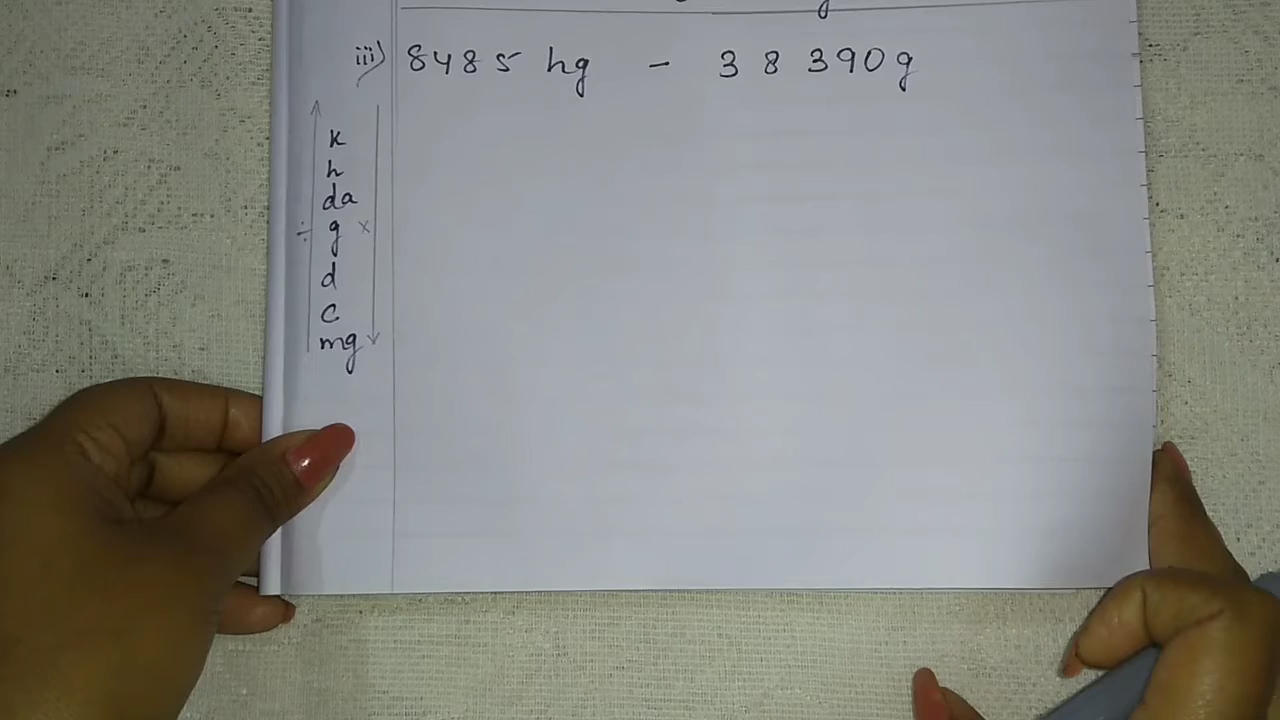 iii) 8485 hg - 38390g
k
h
da
÷ g ×
d
c
mg